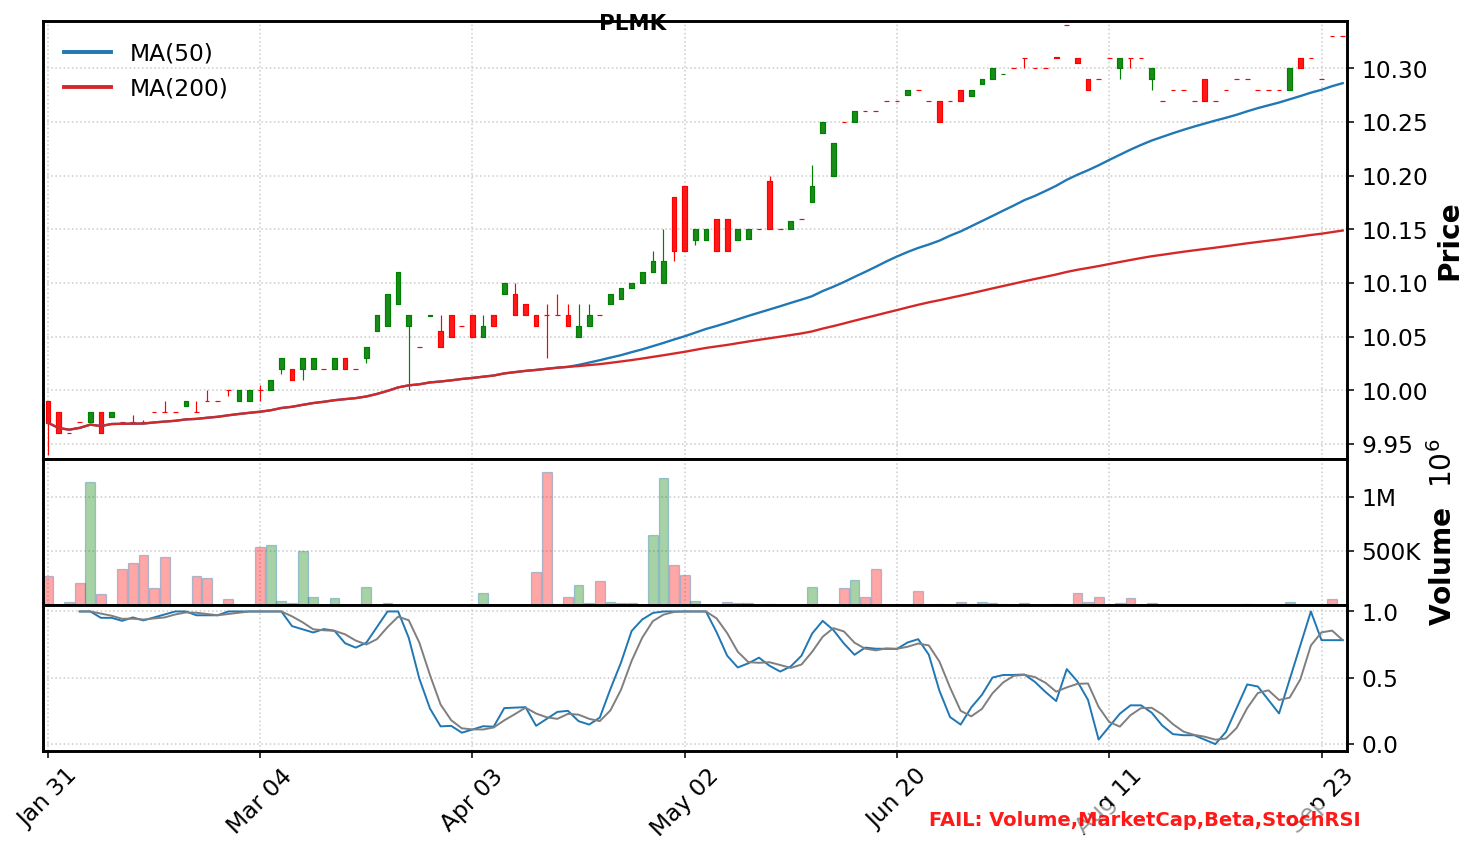 PLMK
MA(50)
MA(200)
10.30
10.25
10.20
10.15
10.10
10.05
10.00
9.95
Price
1M
500K
Volume 10⁶
1.0
0.5
0.0
Jan 31
Mar 04
Apr 03
May 02
Jun 20
Aug 11
Sep 23
FAIL: Volume,MarketCap,Beta,StochRSI